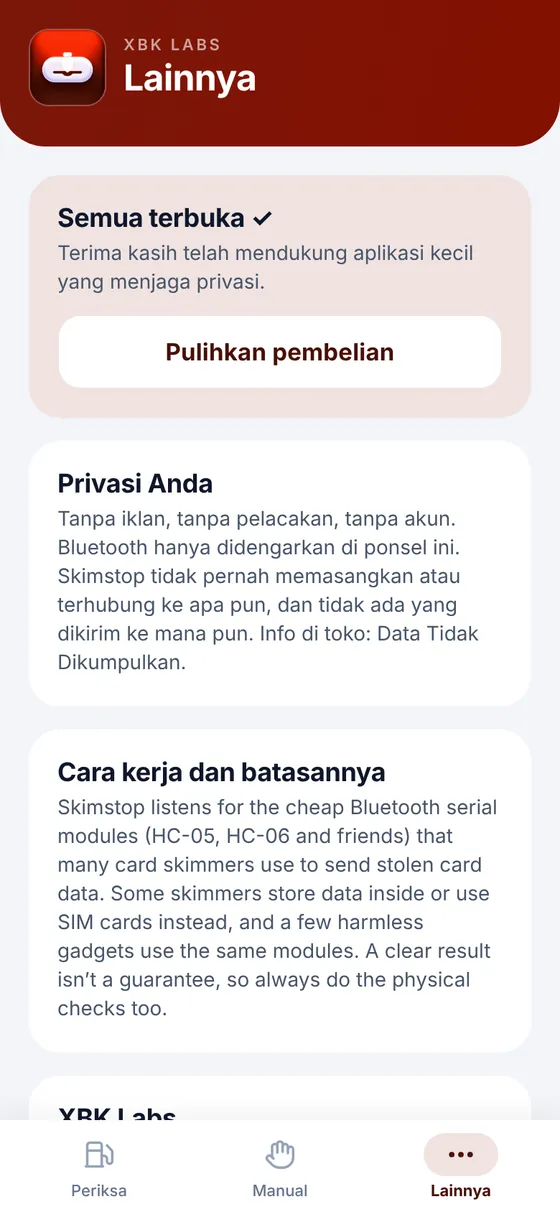 XBK LABS
Lainnya
Semua terbuka ✓
Terima kasih telah mendukung aplikasi kecil
yang menjaga privasi.
Pulihkan pembelian
Privasi Anda
Tanpa iklan, tanpa pelacakan, tanpa akun.
Bluetooth hanya didengarkan di ponsel ini.
Skimstop tidak pernah memasangkan atau
terhubung ke apa pun, dan tidak ada yang
dikirim ke mana pun. Info di toko: Data Tidak
Dikumpulkan.
Cara kerja dan batasannya
Skimstop listens for the cheap Bluetooth serial
modules (HC-05, HC-06 and friends) that
many card skimmers use to send stolen card
data. Some skimmers store data inside or use
SIM cards instead, and a few harmless
gadgets use the same modules. A clear result
isn’t a guarantee, so always do the physical
checks too.
XBK Labs
Periksa
Manual
Lainnya